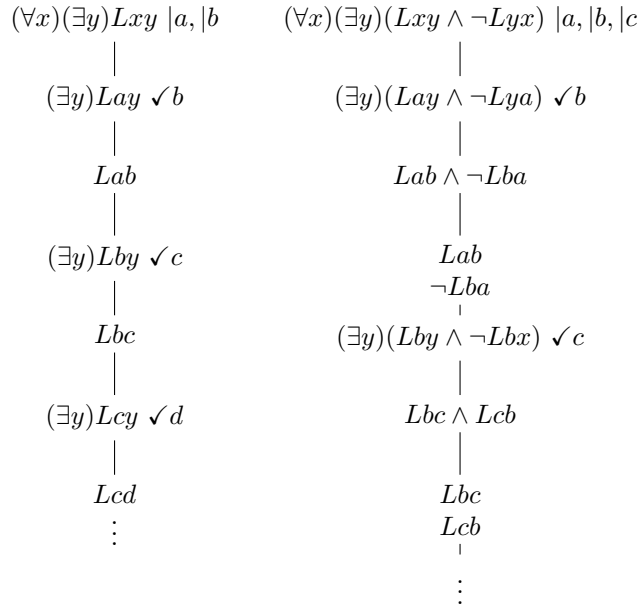 (∀x)(∃y)Lxy |a, |b
(∃y)Lay ✓b
Lab
(∃y)Lby ✓c
Lbc
(∃y)Lcy ✓d
Lcd
⋮
(∀x)(∃y)(Lxy ∧ ¬Lyx) |a, |b, |c
(∃y)(Lay ∧ ¬Lya) ✓b
Lab ∧ ¬Lba
Lab
¬Lba
(∃y)(Lby ∧ ¬Lbx) ✓c
Lbc ∧ Lcb
Lbc
Lcb
⋮